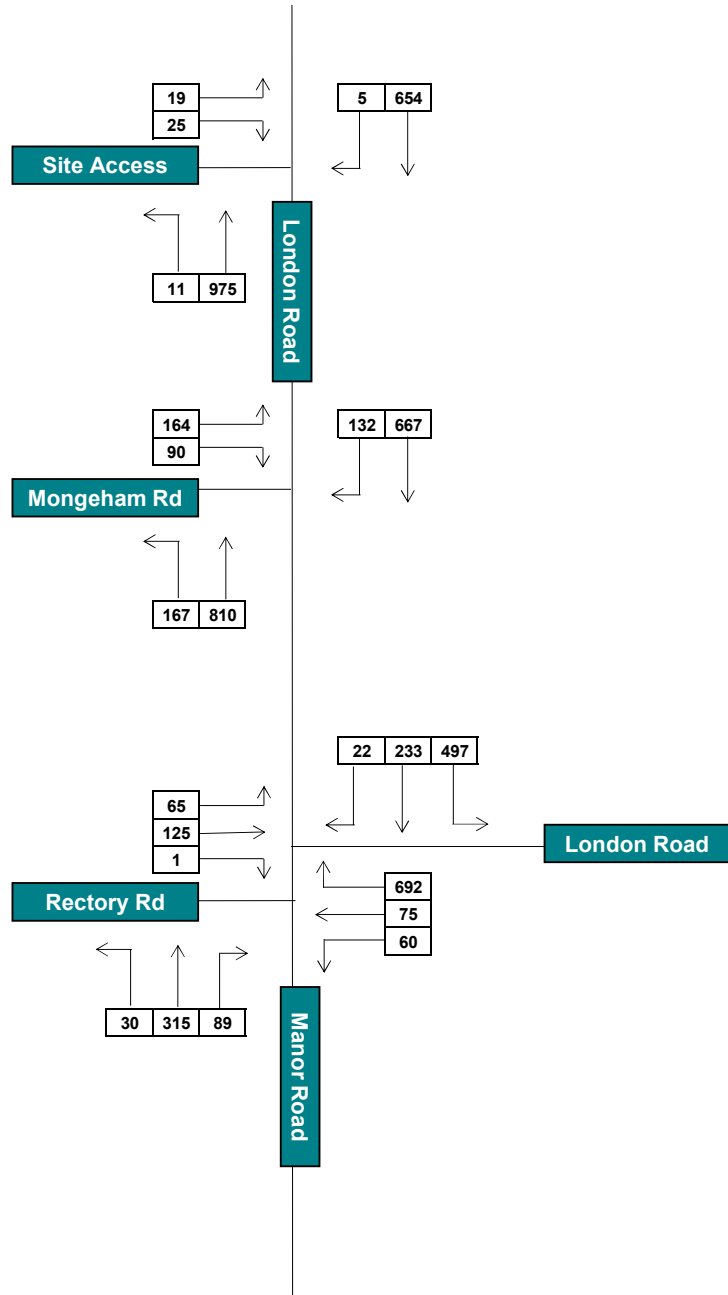 19
5 654
25
Site Access
London Road
11 975
164
132 667
90
Mongeham Rd
167 810
22 233 497
65
125
1
London Road
692
Rectory Rd
75
60
30 315 89
Manor Road